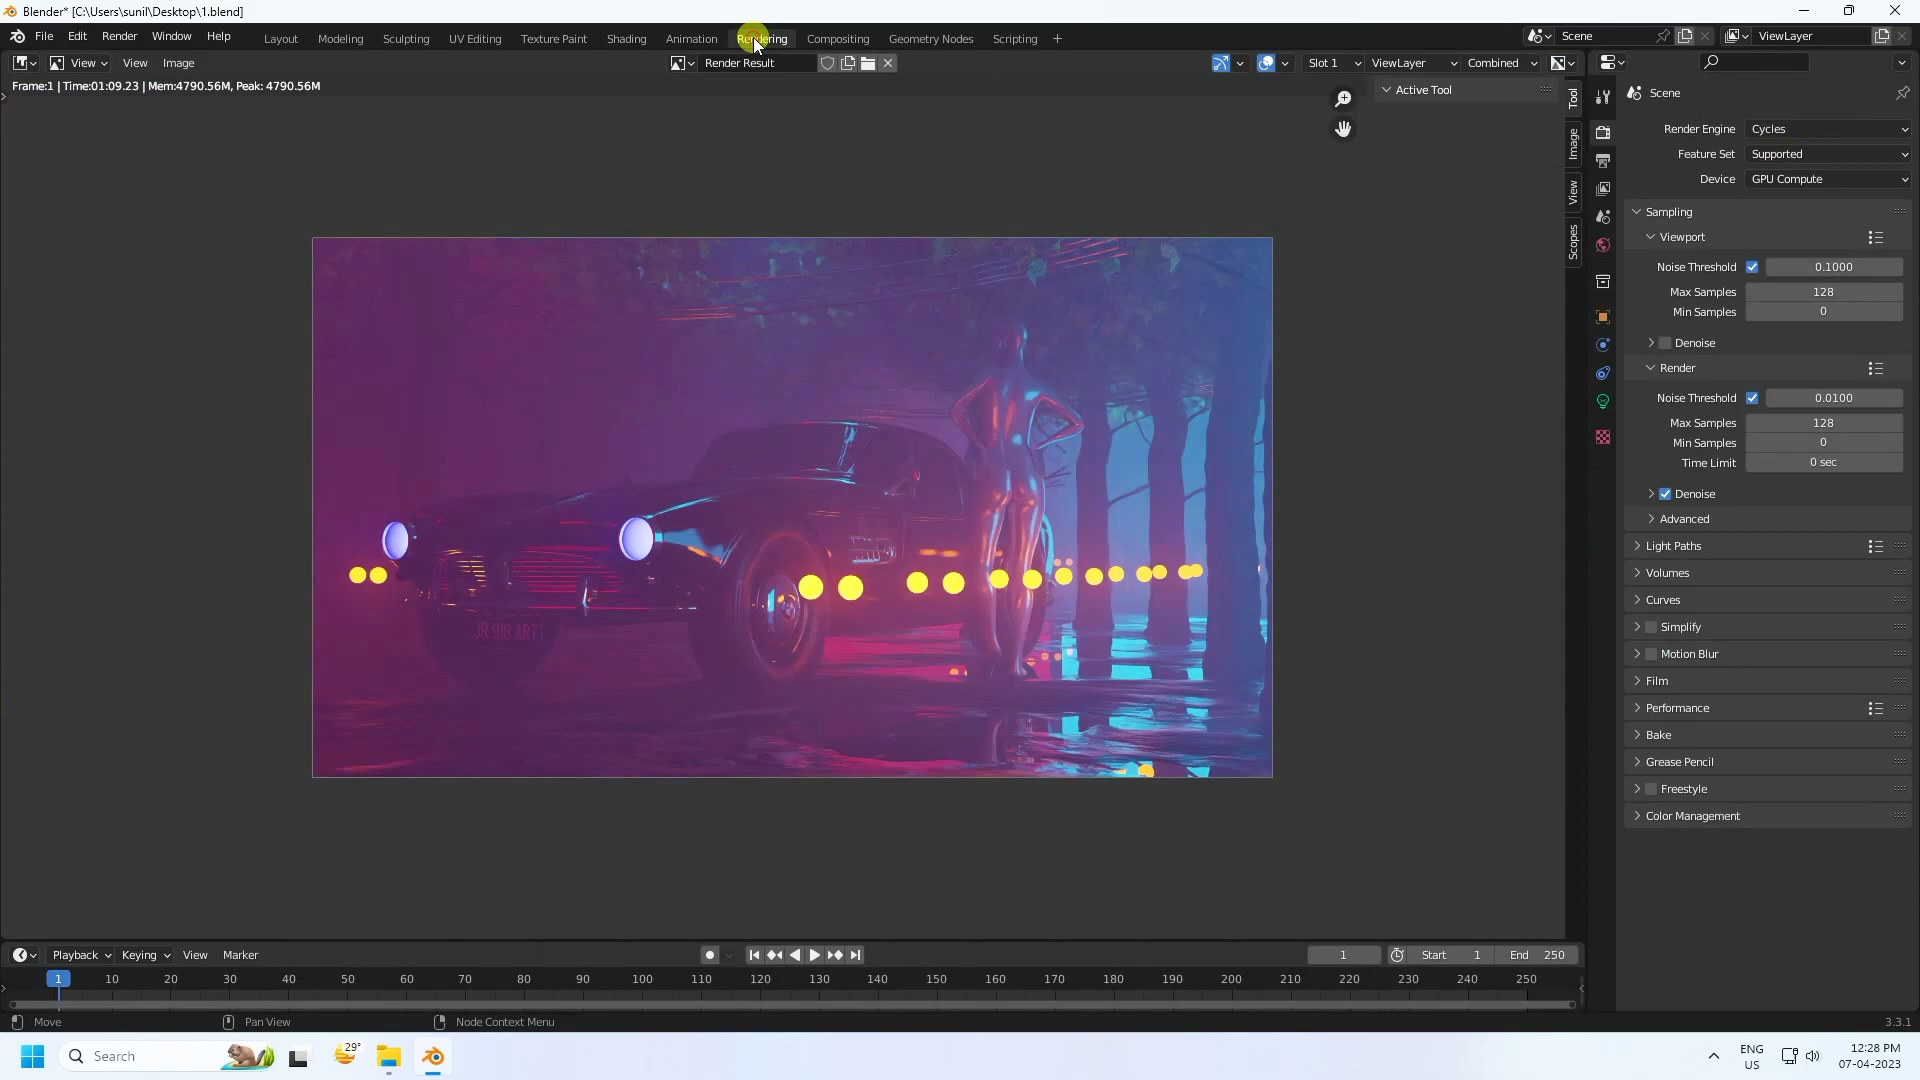 Blender* [C:\Users\sunil\Desktop\1.blend]
File Edit Render Window Help Layout Modeling Sculpting UV Editing Texture Paint Shading Animation Rendering Compositing Geometry Nodes Scripting + Scene ViewLayer
View View Image Render Result Slot 1 ViewLayer Combined
Frame:1 | Time:01:09.23 | Mem:4790.56M, Peak: 4790.56M
Active Tool
Tool
Image
View
Scopes
Scene
Render Engine Cycles
Feature Set Supported
Device GPU Compute
Sampling
Viewport
Noise Threshold 0.1000
Max Samples 128
Min Samples 0
Denoise
Render
Noise Threshold 0.0100
Max Samples 128
Min Samples 0
Time Limit 0 sec
Denoise
Advanced
Light Paths
Volumes
Curves
Simplify
Motion Blur
Film
Performance
Bake
Grease Pencil
Freestyle
Color Management
JR 918 ART
Playback Keying View Marker 1 Start 1 End 250
1 10 20 30 40 50 60 70 80 90 100 110 120 130 140 150 160 170 180 190 200 210 220 230 240 250
Move Pan View Node Context Menu 3.3.1
Search 29° ENG US 12:28 PM
07-04-2023